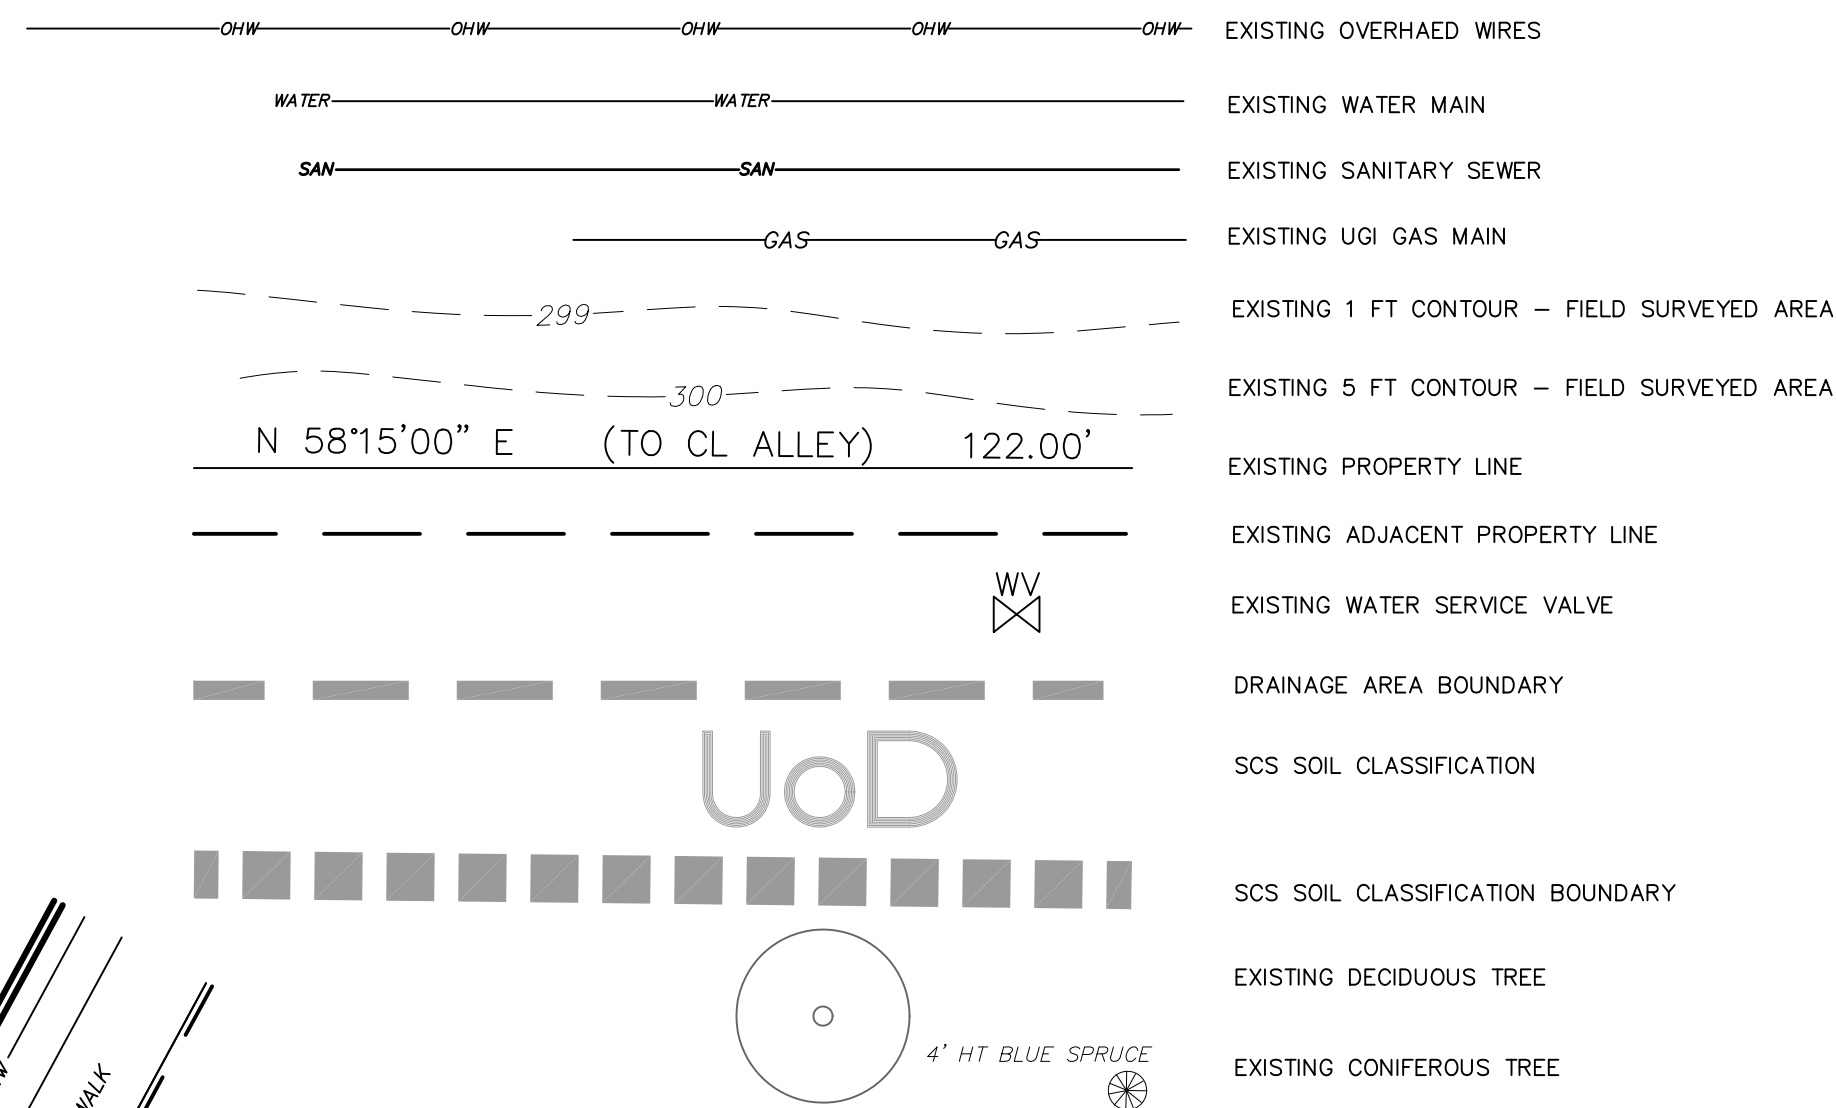 OHW OHW OHW OHW OHW EXISTING OVERHAED WIRES
WATER WATER EXISTING WATER MAIN
SAN SAN EXISTING SANITARY SEWER
GAS GAS EXISTING UGI GAS MAIN
299 EXISTING 1 FT CONTOUR – FIELD SURVEYED AREA
300 EXISTING 5 FT CONTOUR – FIELD SURVEYED AREA
N 58°15'00" E (TO CL ALLEY) 122.00'
EXISTING PROPERTY LINE
EXISTING ADJACENT PROPERTY LINE
WV
EXISTING WATER SERVICE VALVE
DRAINAGE AREA BOUNDARY
UoD SCS SOIL CLASSIFICATION
SCS SOIL CLASSIFICATION BOUNDARY
EXISTING DECIDUOUS TREE
4' HT BLUE SPRUCE
EXISTING CONIFEROUS TREE
WALK